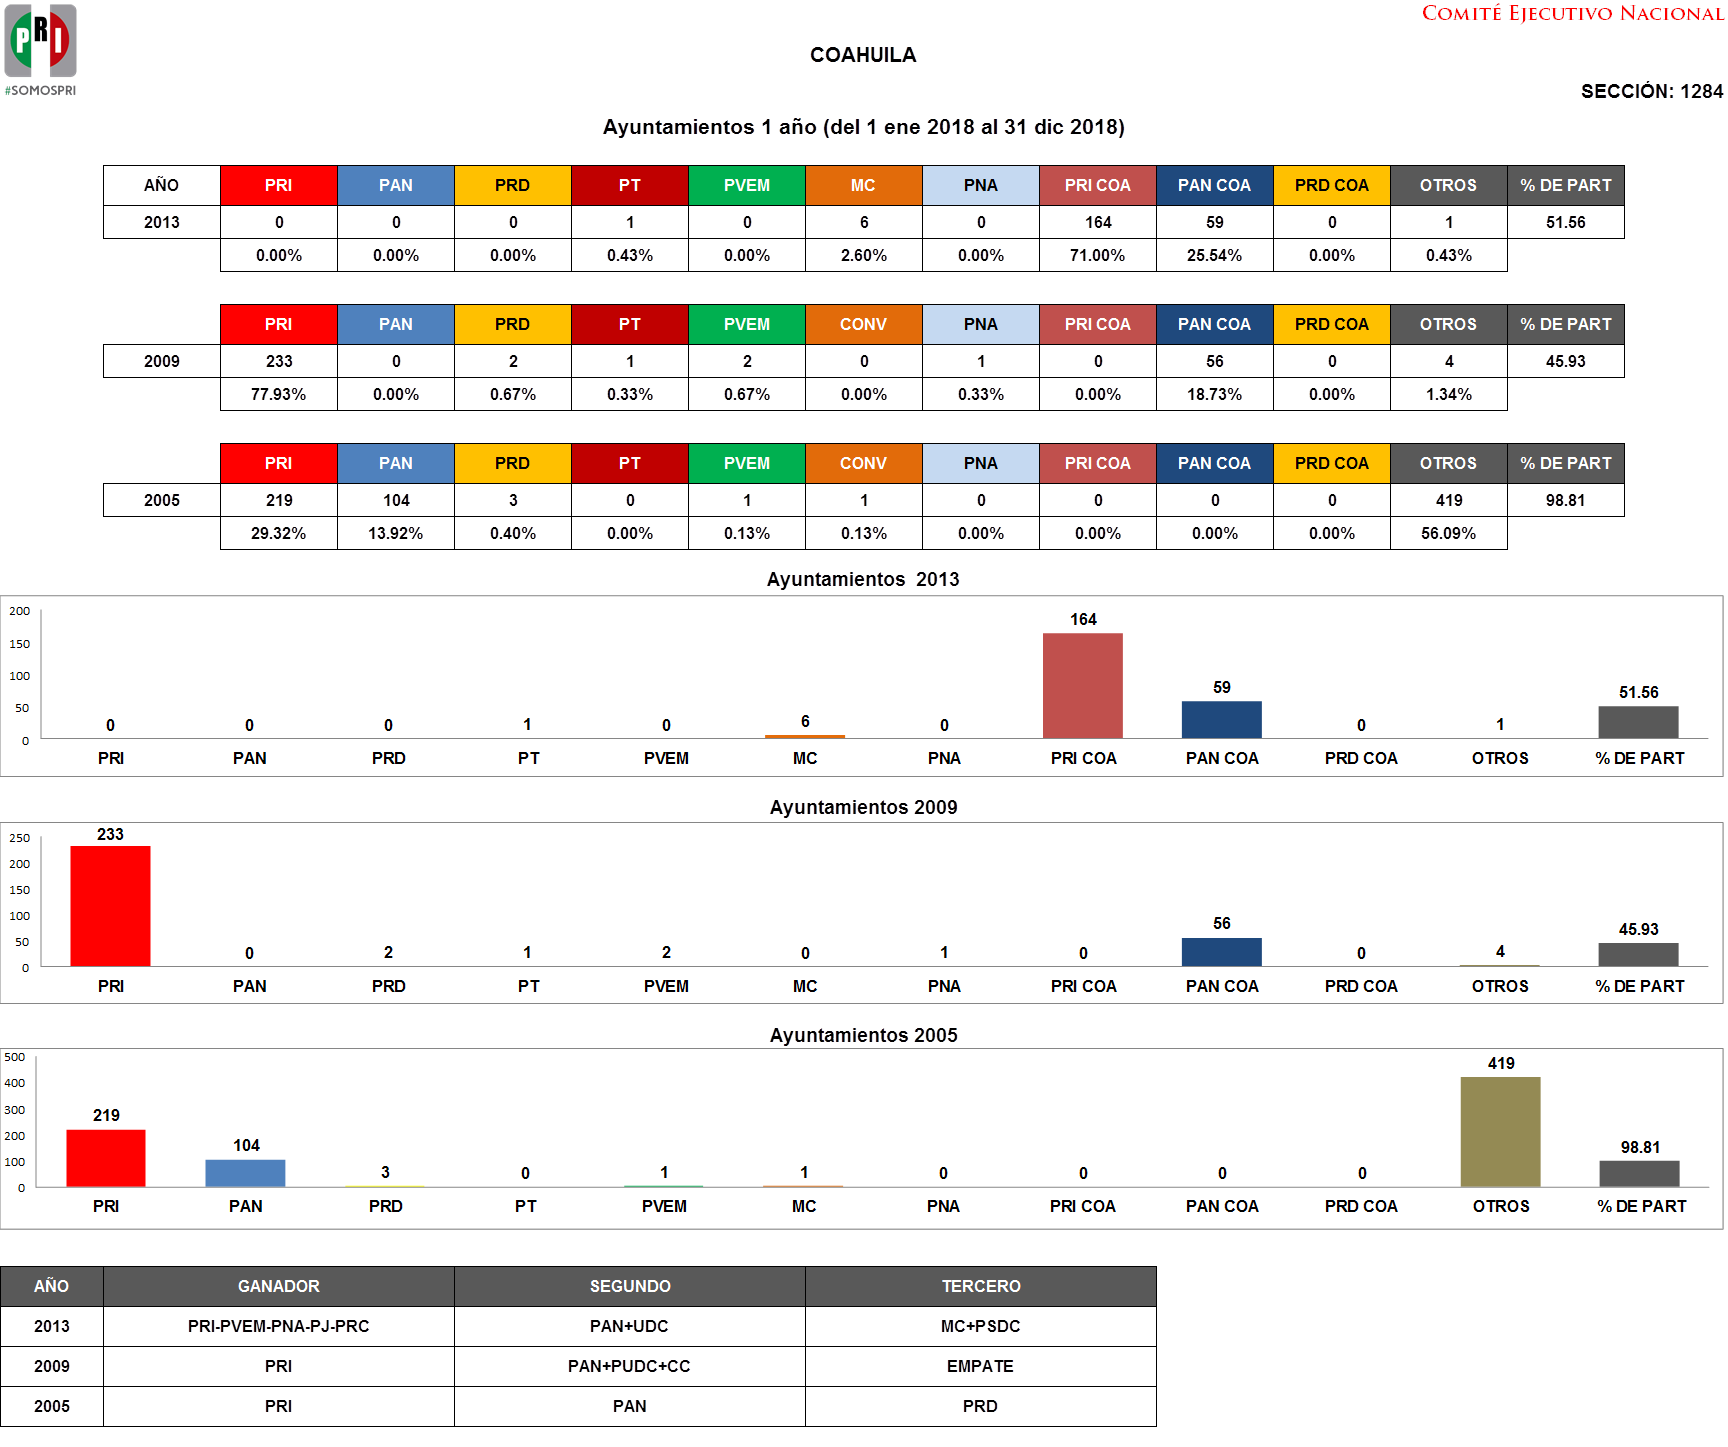 COMITÉ EJECUTIVO NACIONAL
PRI
#SOMOSPRI
COAHUILA
SECCIÓN: 1284
Ayuntamientos 1 año (del 1 ene 2018 al 31 dic 2018)
AÑO PRI PAN PRD PT PVEM MC PNA PRI COA PAN COA PRD COA OTROS % DE PART
2013 0 0 0 1 0 6 0 164 59 0 1 51.56
0.00% 0.00% 0.00% 0.43% 0.00% 2.60% 0.00% 71.00% 25.54% 0.00% 0.43%
PRI PAN PRD PT PVEM CONV PNA PRI COA PAN COA PRD COA OTROS % DE PART
2009 233 0 2 1 2 0 1 0 56 0 4 45.93
77.93% 0.00% 0.67% 0.33% 0.67% 0.00% 0.33% 0.00% 18.73% 0.00% 1.34%
PRI PAN PRD PT PVEM CONV PNA PRI COA PAN COA PRD COA OTROS % DE PART
2005 219 104 3 0 1 1 0 0 0 0 419 98.81
29.32% 13.92% 0.40% 0.00% 0.13% 0.13% 0.00% 0.00% 0.00% 0.00% 56.09%
Ayuntamientos 2013
200
150
100
50
0
0 0 0 1 0 6 0 164 59 0 1 51.56
PRI PAN PRD PT PVEM MC PNA PRI COA PAN COA PRD COA OTROS % DE PART
Ayuntamientos 2009
250
200
150
100
50
0
233 0 2 1 2 0 1 0 56 0 4 45.93
PRI PAN PRD PT PVEM MC PNA PRI COA PAN COA PRD COA OTROS % DE PART
Ayuntamientos 2005
500
400
300
200
100
0
219 104 3 0 1 1 0 0 0 0 419 98.81
PRI PAN PRD PT PVEM MC PNA PRI COA PAN COA PRD COA OTROS % DE PART
AÑO GANADOR SEGUNDO TERCERO
2013 PRI-PVEM-PNA-PJ-PRC PAN+UDC MC+PSDC
2009 PRI PAN+PUDC+CC EMPATE
2005 PRI PAN PRD